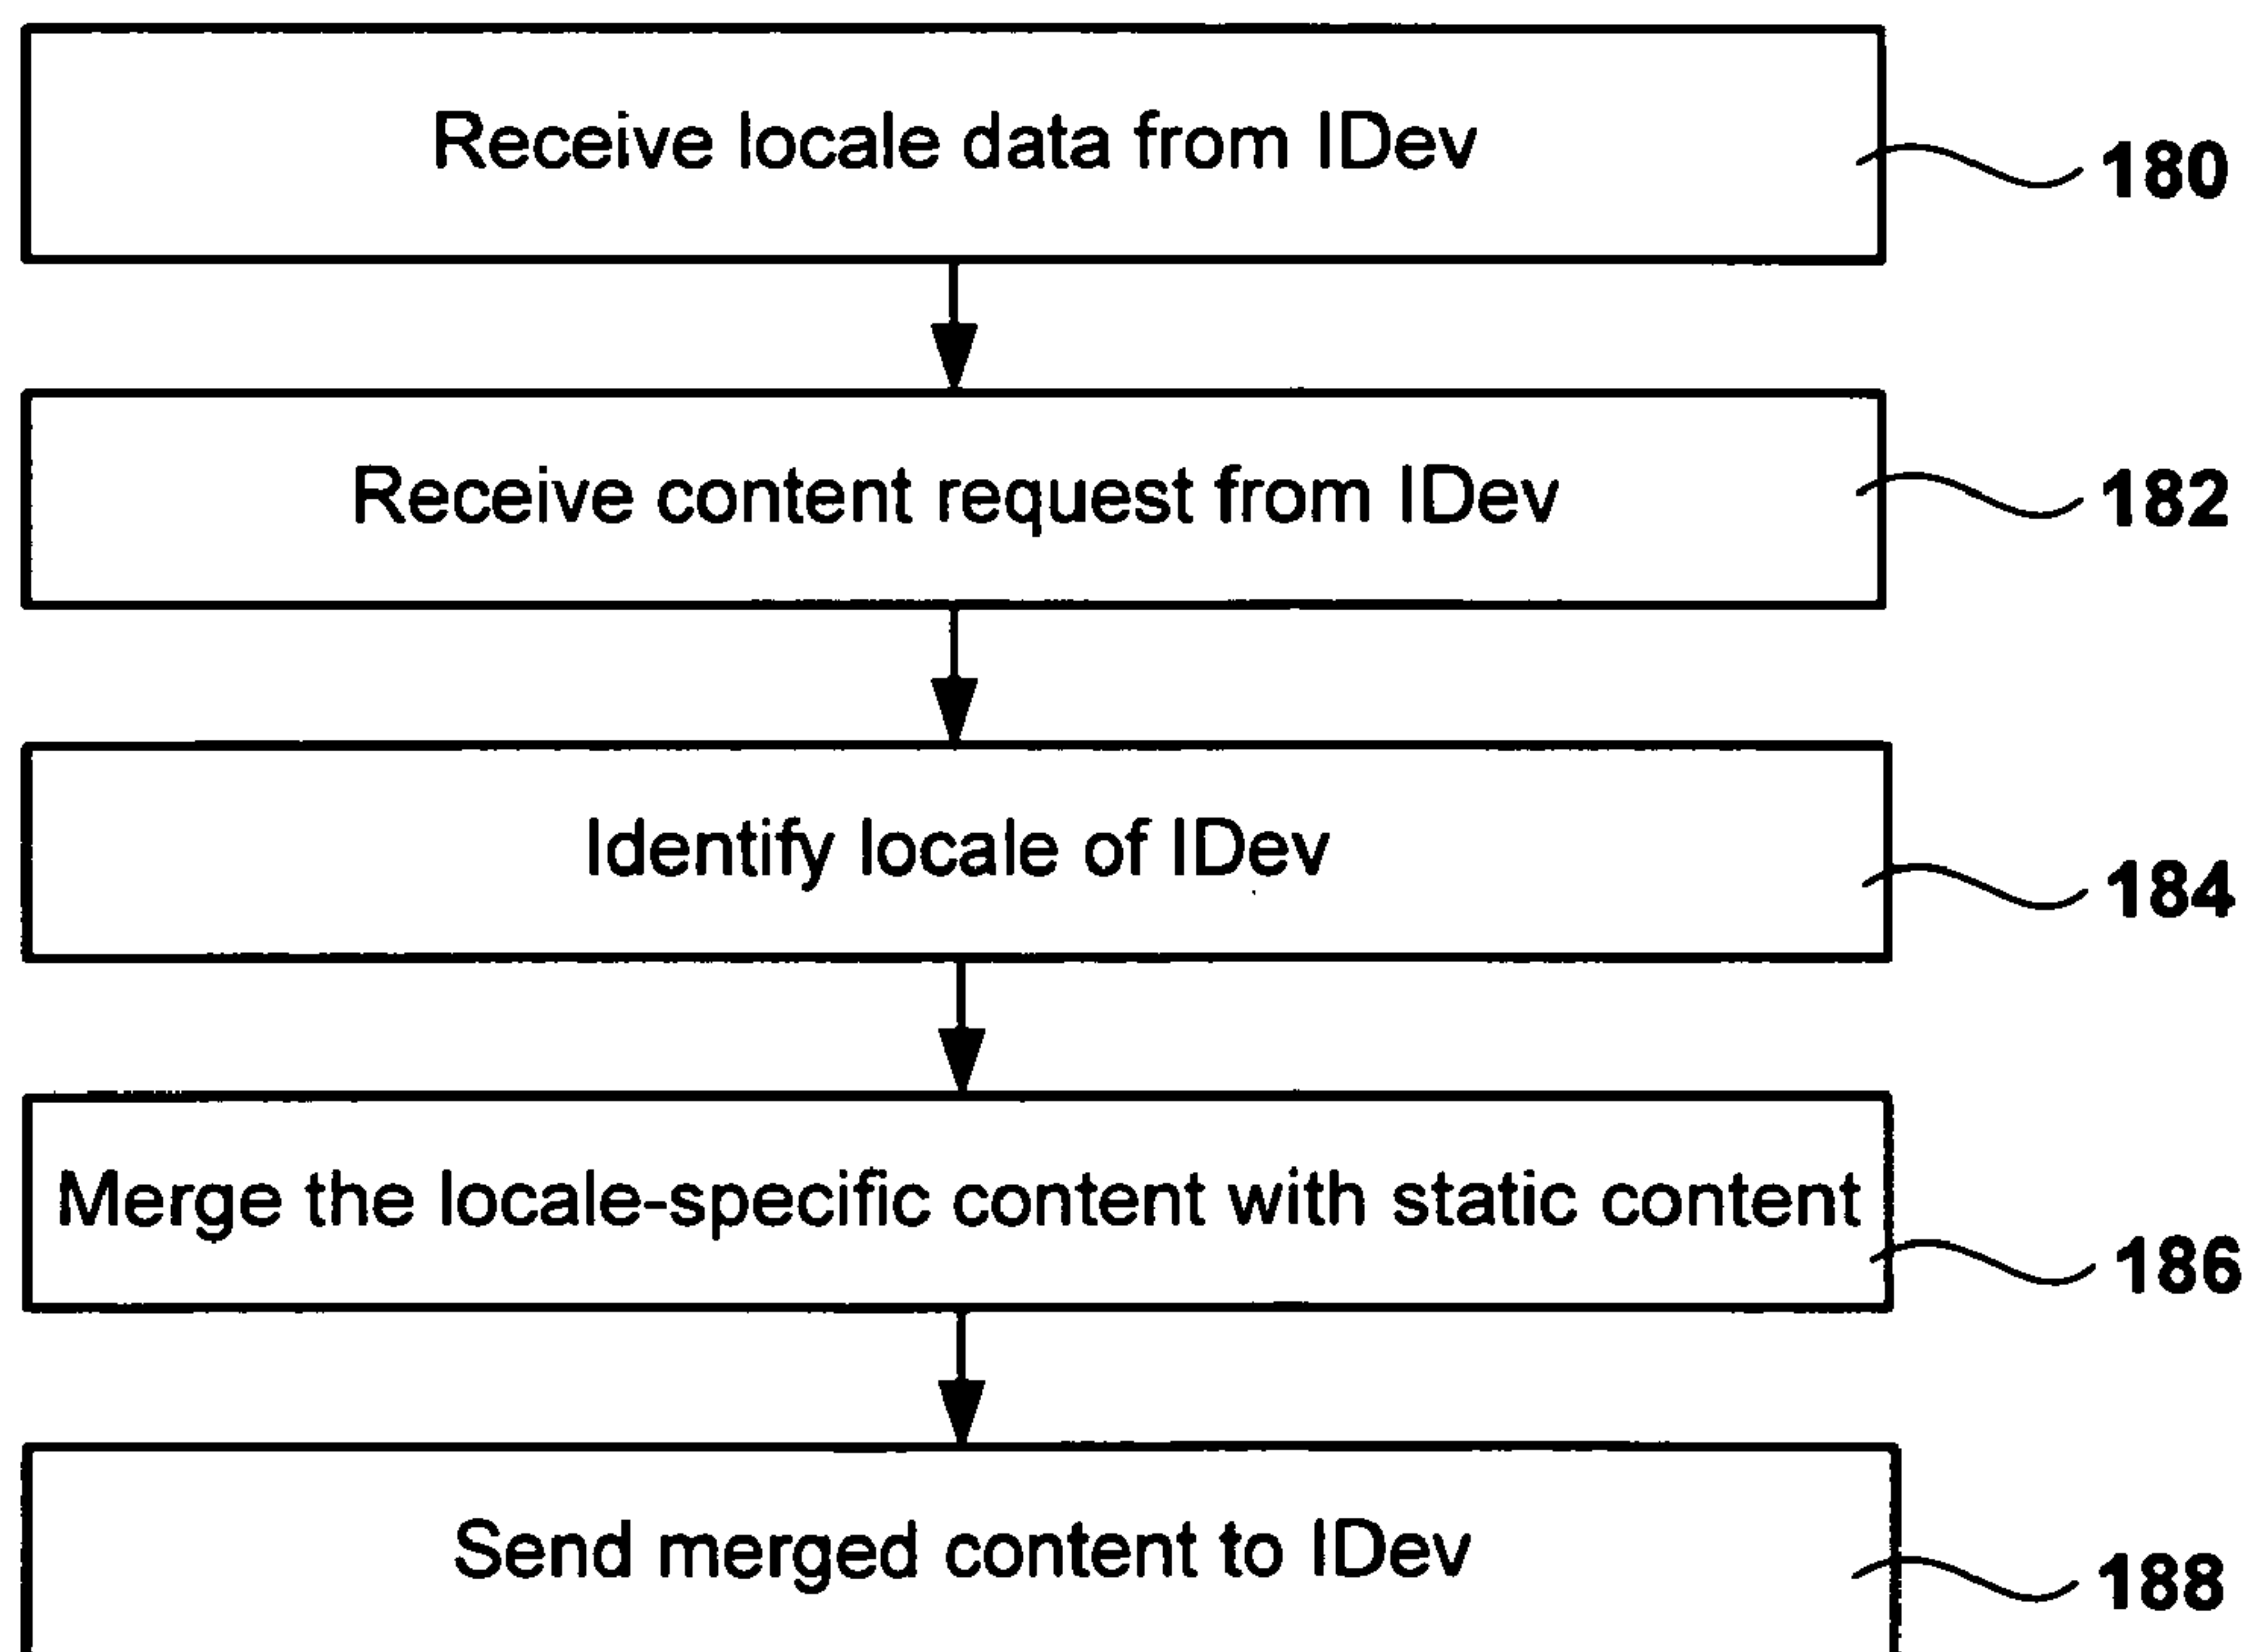 Receive locale data from IDev
180
Receive content request from IDev
182
Identify locale of IDev
184
Merge the locale-specific content with static content
186
Send merged content to IDev
188